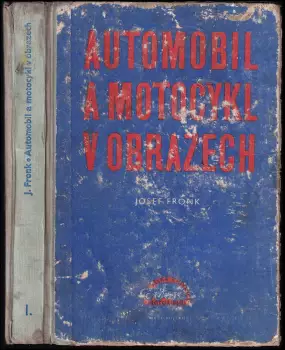 J. Fronk • Automobil a motocykl v obrazech
I.
AUTOMOBIL
A MOTOCYKL
V OBRAZECH
JOSEF FRONK